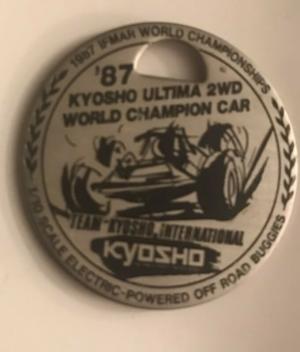 1987 IFMAR WORLD CHAMPIONSHIPS
'87
KYOSHO ULTIMA 2WD
WORLD CHAMPION CAR
TEAM KYOSHO INTERNATIONAL
KYOSHO
1/10 SCALE ELECTRIC-POWERED OFF ROAD BUGGIES